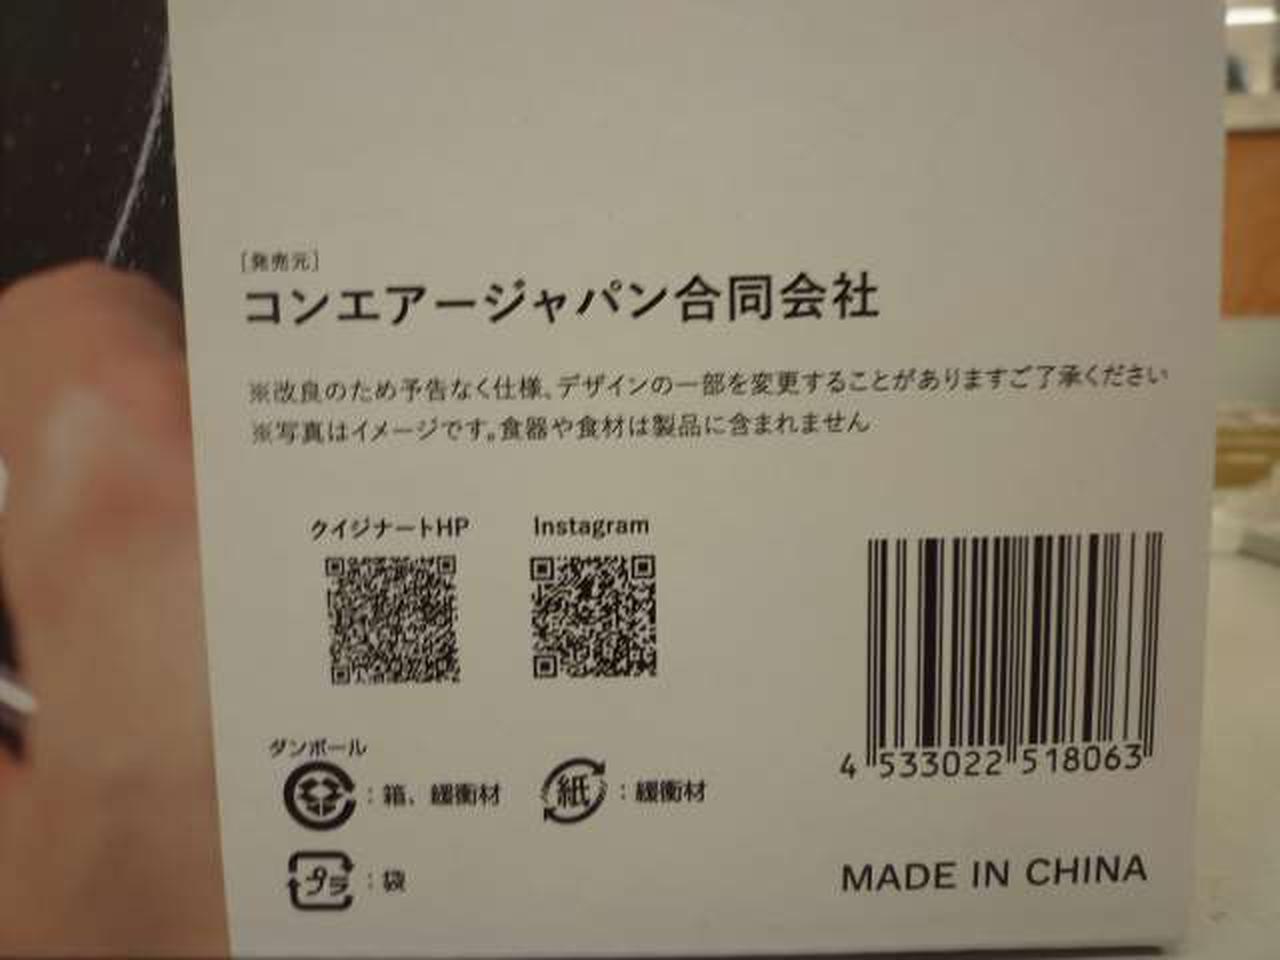 [発売元]
コンエアージャパン合同会社
※改良のため予告なく仕様、デザインの一部を変更することがありますご了承ください
※写真はイメージです。食器や食材は製品に含まれません
クイジナートHP Instagram
4 533022 518063
ダンボール
:箱、緩衝材 紙:緩衝材
プラ:袋
MADE IN CHINA